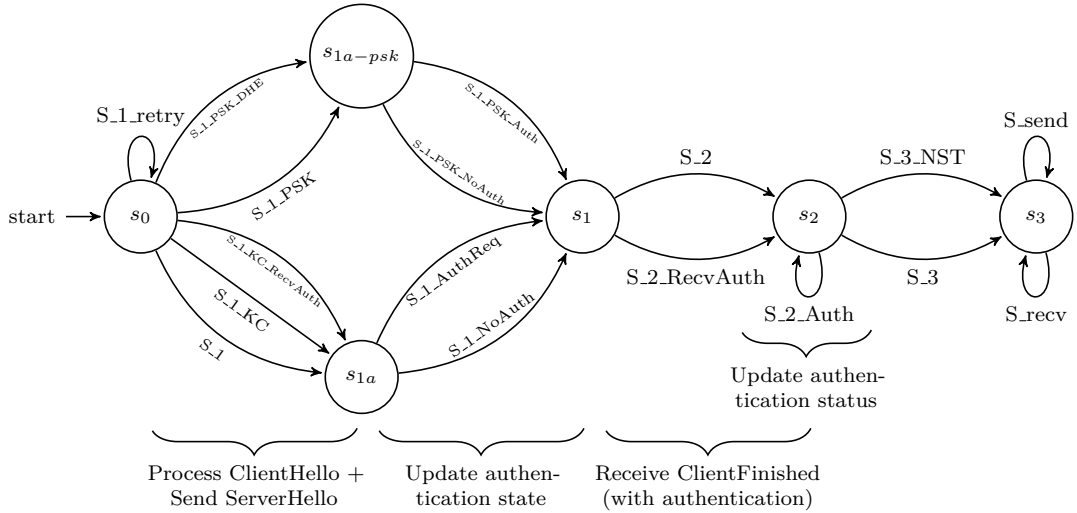 s1a−psk
S_1_retry
S_1_PSK_DHE
S_1_PSK_Auth
S_1_PSK_NoAuth
S_1_PSK
start
s0
s1
S_2
s2
S_3_NST
S_send
s3
S_1_KC_RecvAuth
S_1_KC
S_1
S_1_AuthReq
S_1_NoAuth
S_2_RecvAuth
S_2_Auth
S_3
S_recv
s1a
Update authen-
tication status
Process ClientHello +
Send ServerHello
Update authen-
tication state
Receive ClientFinished
(with authentication)